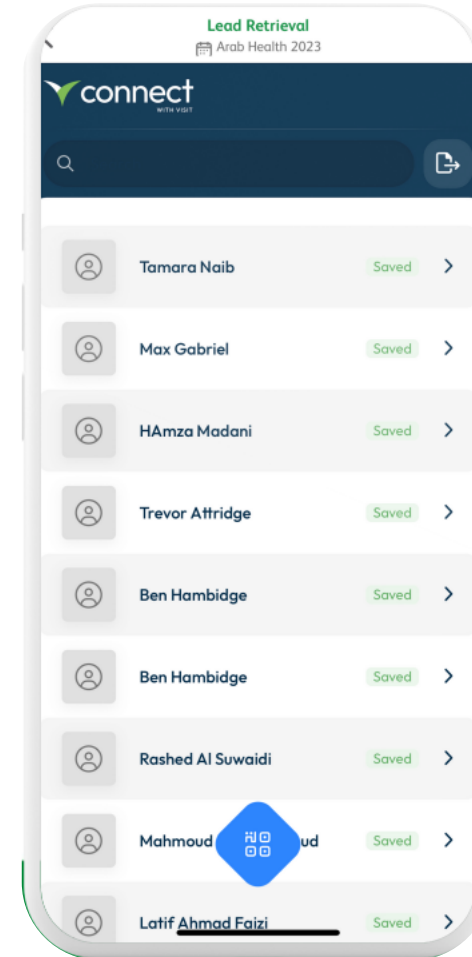 Lead Retrieval
Arab Health 2023
connect
WITH VISIT
Tamara Naib Saved
Max Gabriel Saved
HAmza Madani Saved
Trevor Attridge Saved
Ben Hambidge Saved
Ben Hambidge Saved
Rashed Al Suwaidi Saved
Mahmoud ud Saved
Latif Ahmad Faizi Saved